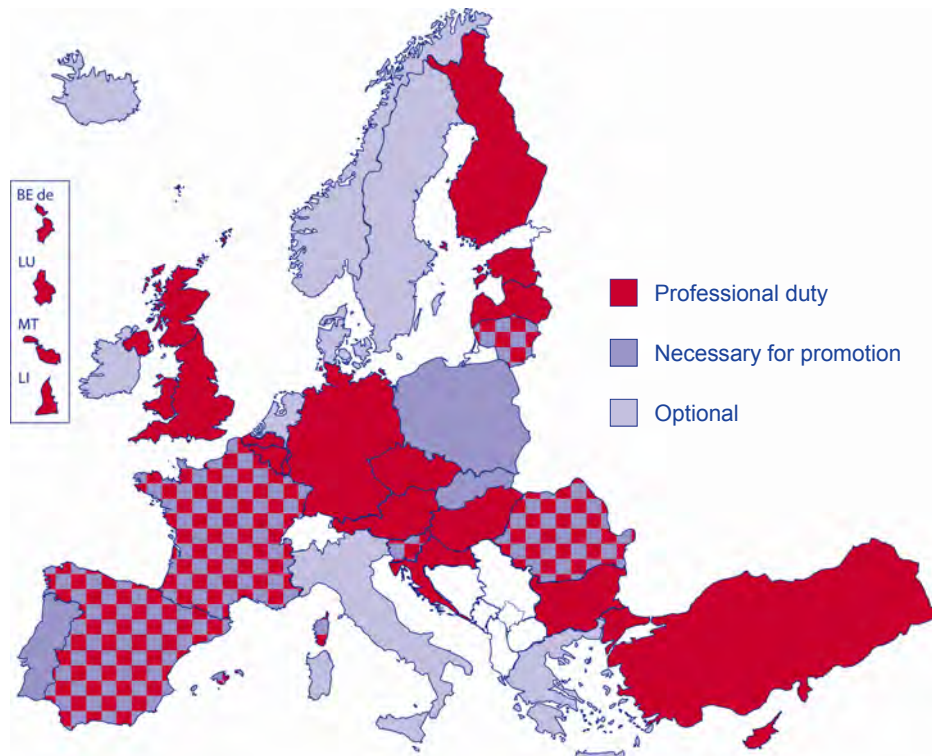 BE de
LU
MT
LI
Professional duty
Necessary for promotion
Optional